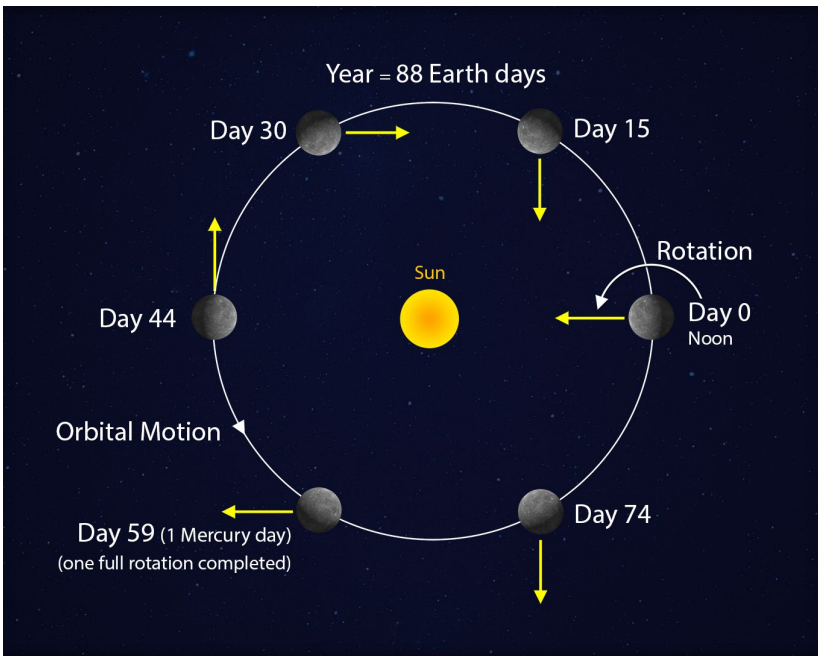 Year = 88 Earth days
Day 30
Day 15
Rotation
Sun
Day 44
Day 0
Noon
Orbital Motion
Day 59 (1 Mercury day)
(one full rotation completed)
Day 74